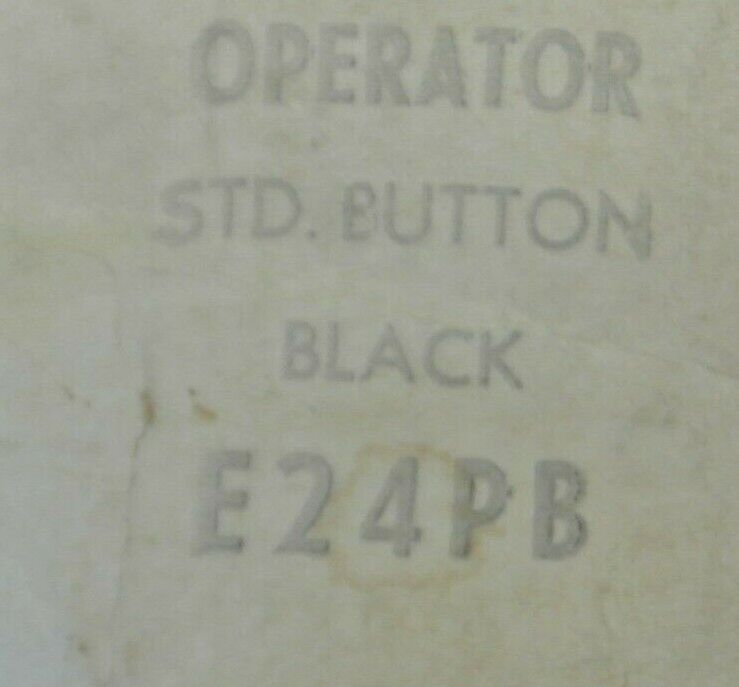 OPERATOR
STD. BUTTON
BLACK
E24PB